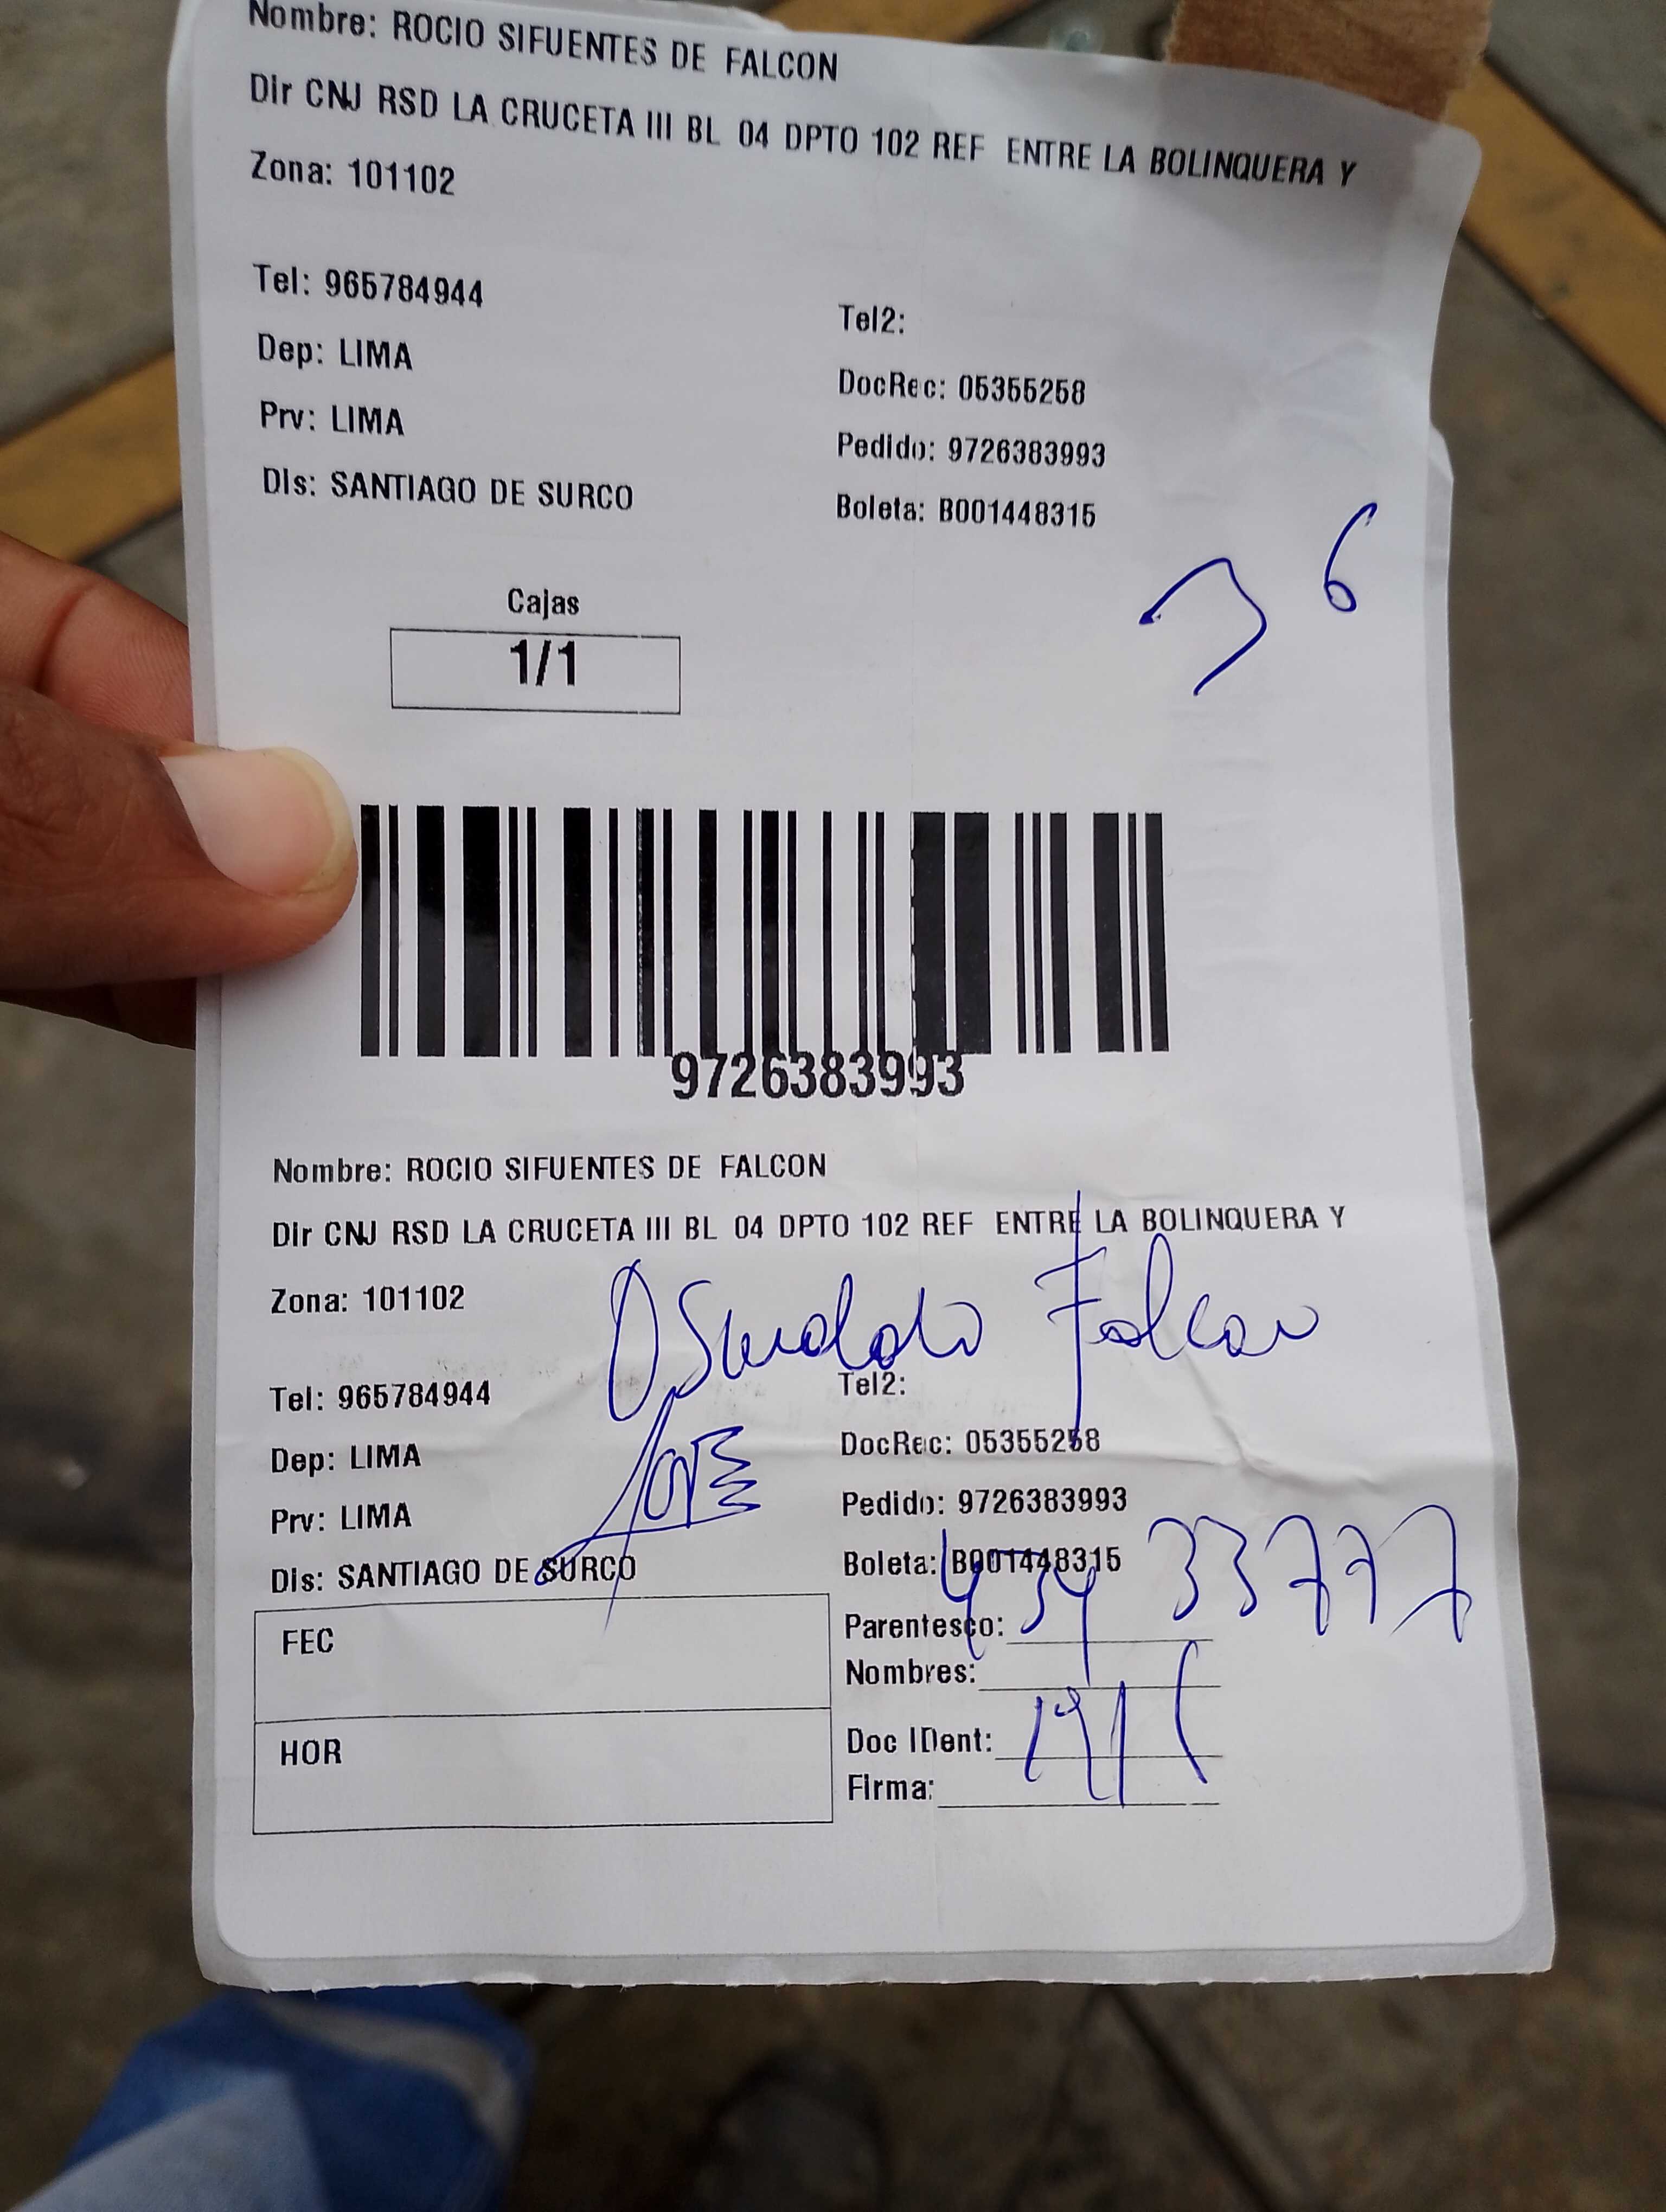 Nombre: ROCIO SIFUENTES DE FALCON
Dir CNJ RSD LA CRUCETA III BL 04 DPTO 102 REF ENTRE LA BOLINQUERA Y
Zona: 101102
Tel: 965784944
Tel2:
Dep: LIMA
DocRec: 05355258
Prv: LIMA
Pedido: 9726383993
Dis: SANTIAGO DE SURCO
Boleta: B001448315
36
Cajas
1/1
9726383993
Nombre: ROCIO SIFUENTES DE FALCON
Dir CNJ RSD LA CRUCETA III BL 04 DPTO 102 REF ENTRE LA BOLINQUERA Y
Zona: 101102
Oswaldo Falcon
Tel: 965784944
Tel2:
Dep: LIMA
DocRec: 05355258
Prv: LIMA
Pedido: 9726383993
Dis: SANTIAGO DE SURCO
Boleta: B001448315
FEC
Parentesco:
Nombres:
HOR
Doc IDent:
Firma: